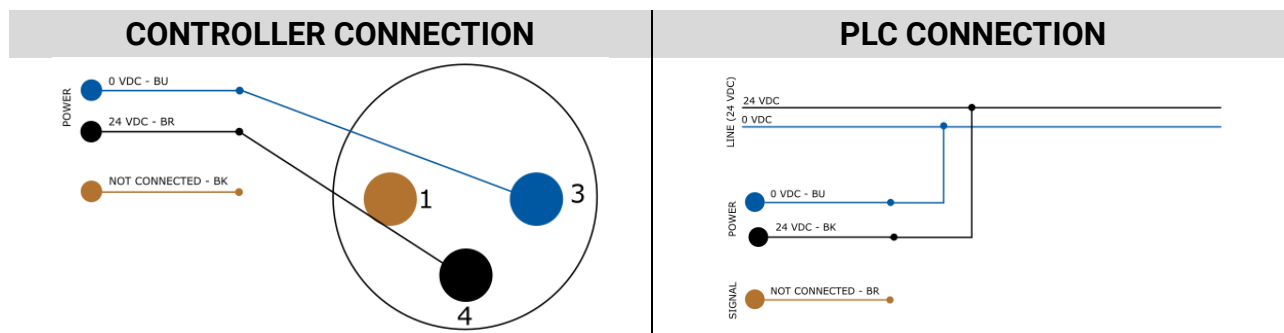 CONTROLLER CONNECTION
POWER
0 VDC - BU
24 VDC - BR
NOT CONNECTED - BK
1
3
4
PLC CONNECTION
LINE (24 VDC)
24 VDC
0 VDC
POWER
0 VDC - BU
24 VDC - BK
SIGNAL
NOT CONNECTED - BR